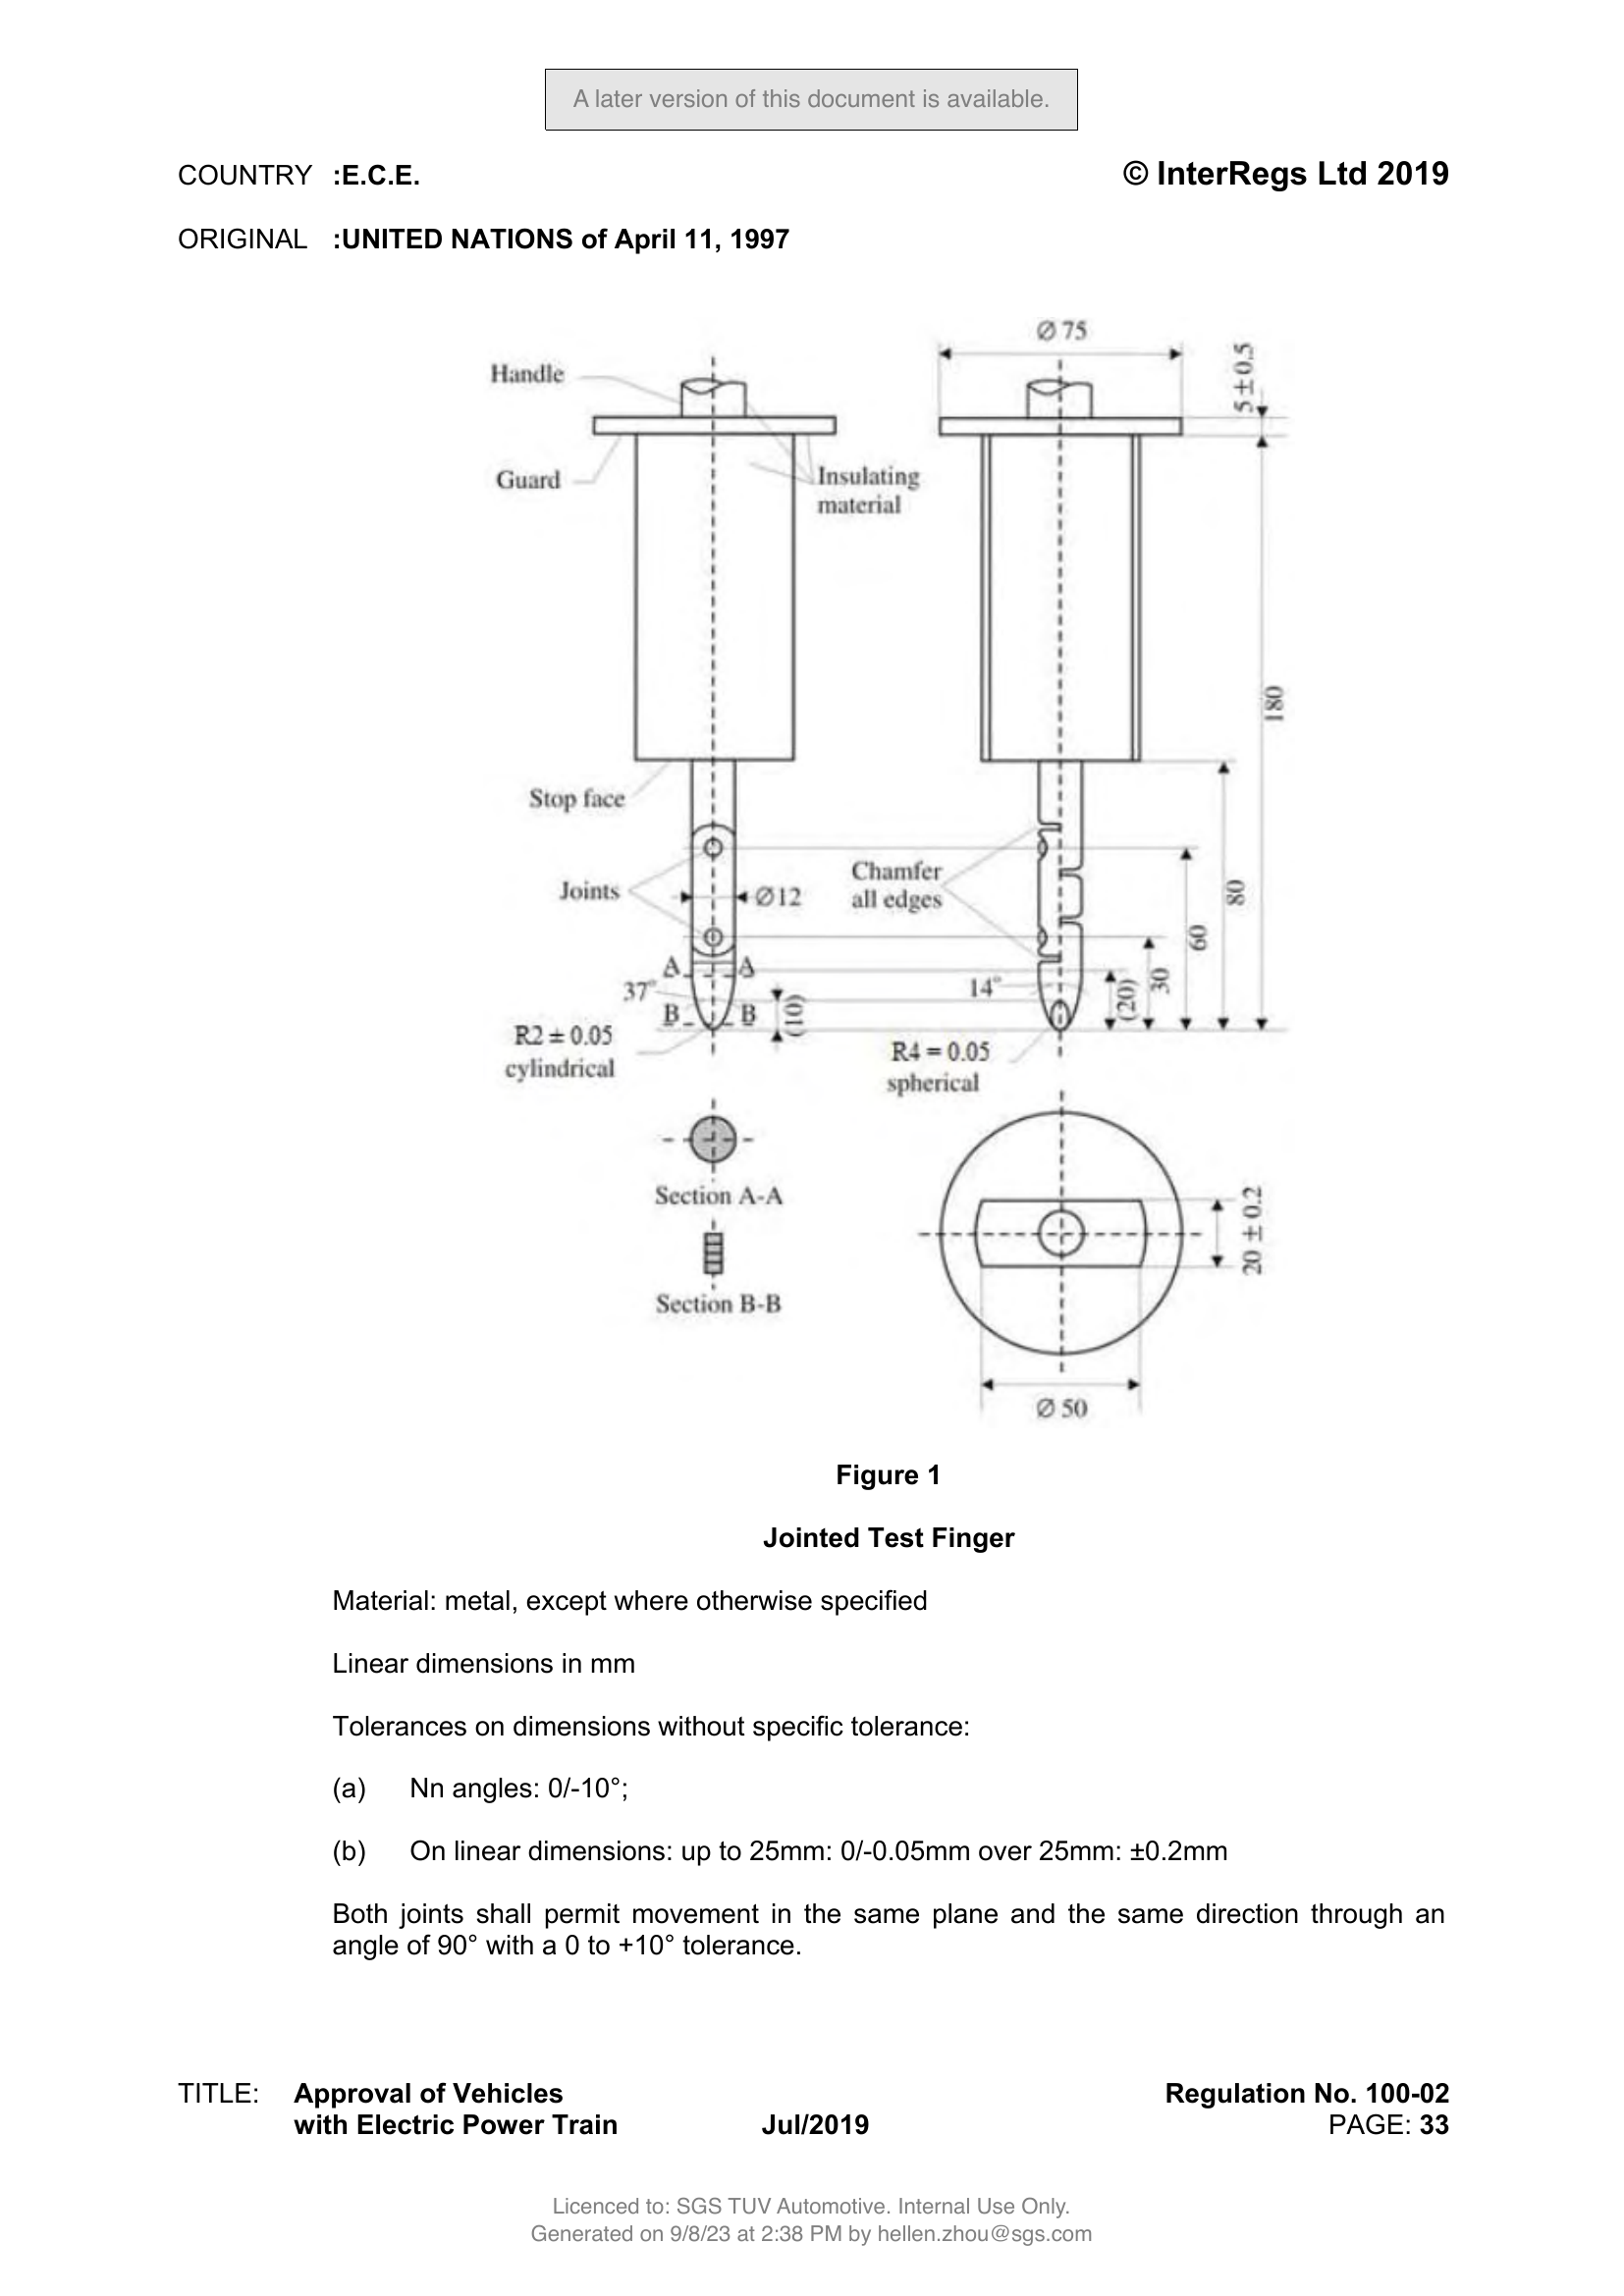 A later version of this document is available.
COUNTRY :E.C.E.
© InterRegs Ltd 2019
ORIGINAL :UNITED NATIONS of April 11, 1997
Ø 75
5 ± 0.5
Handle
Guard
Insulating
material
180
Stop face
Chamfer
all edges
Joints
Ø12
80
60
30
(20)
A
A
37°
14°
B
B
(10)
R2 ± 0.05
cylindrical
R4 = 0.05
spherical
Section A-A
20 ± 0.2
Section B-B
Ø 50
Figure 1
Jointed Test Finger
Material: metal, except where otherwise specified
Linear dimensions in mm
Tolerances on dimensions without specific tolerance:
(a) Nn angles: 0/-10°;
(b) On linear dimensions: up to 25mm: 0/-0.05mm over 25mm: ±0.2mm
Both joints shall permit movement in the same plane and the same direction through an
angle of 90° with a 0 to +10° tolerance.
TITLE: Approval of Vehicles
with Electric Power Train
Jul/2019
Regulation No. 100-02
PAGE: 33
Licenced to: SGS TUV Automotive. Internal Use Only.
Generated on 9/8/23 at 2:38 PM by hellen.zhou@sgs.com